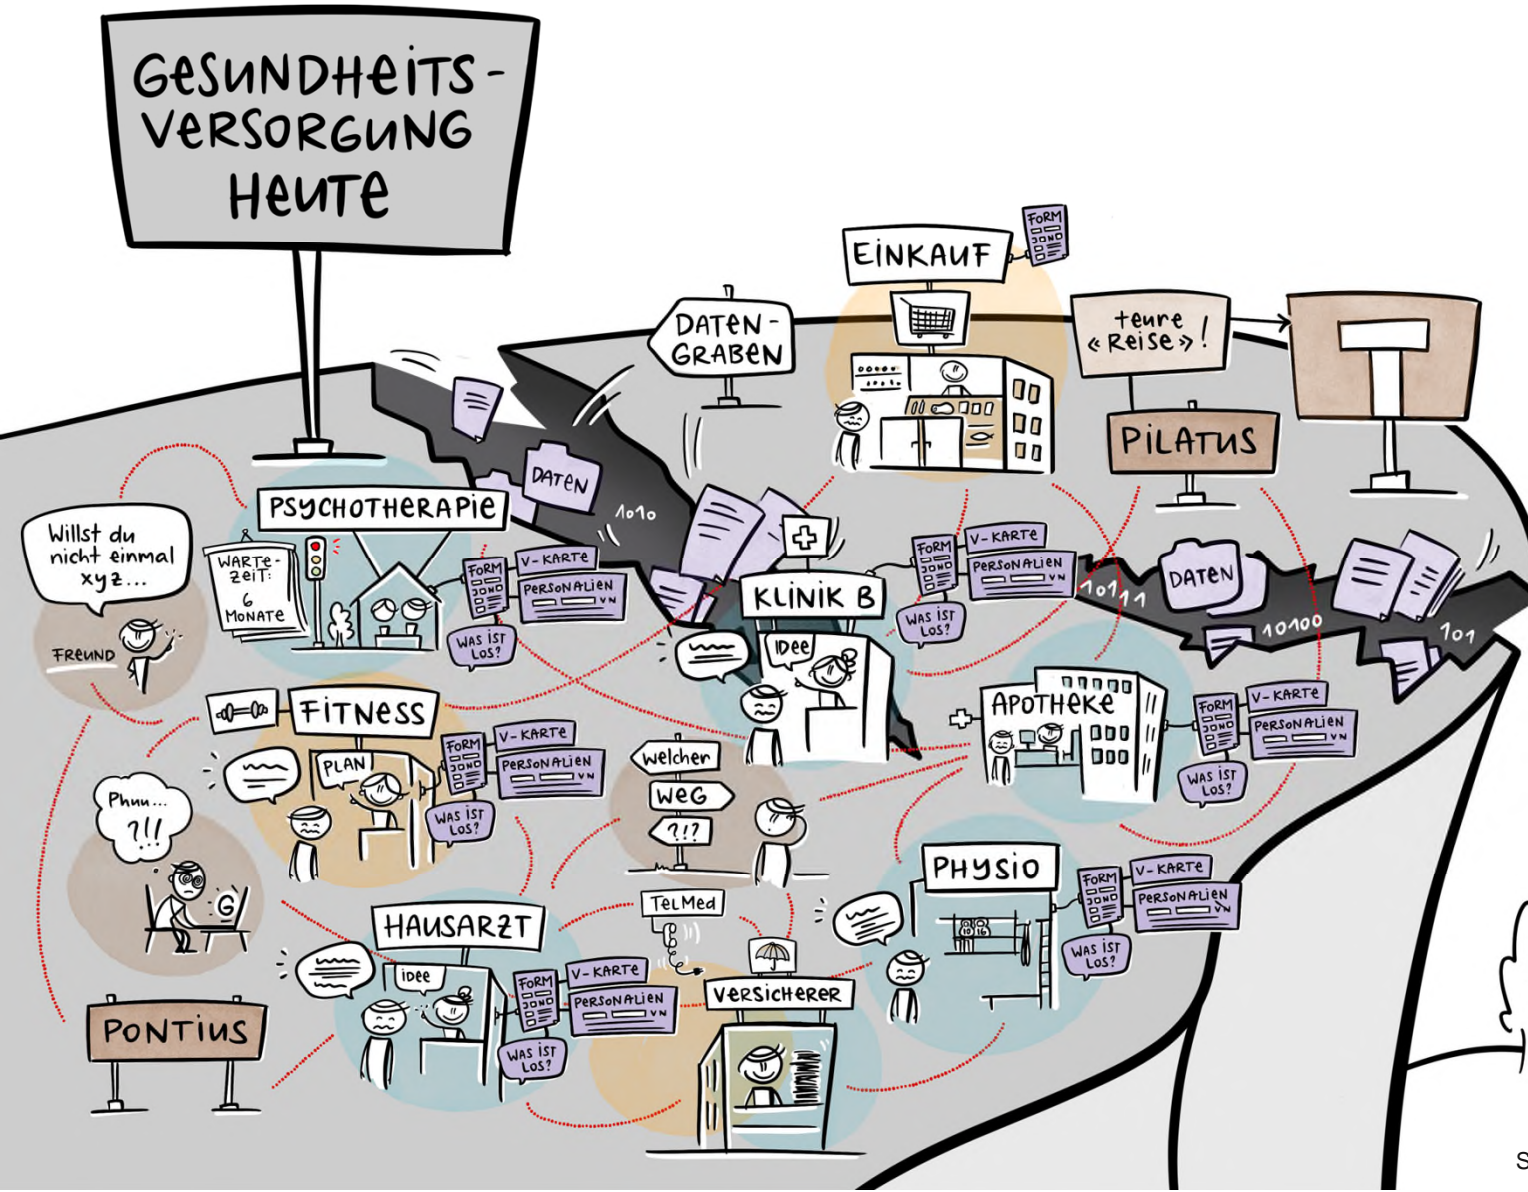 GESUNDHEITS-
VERSORGUNG
HEUTE
EINKAUF
FORM
DATEN-
GRABEN
teure
«Reise»!
PILATUS
DATEN
1010
PSYCHOTHERAPIE
Willst du
nicht einmal
xyz...
FREUND
WARTE-
ZEIT:
6
MONATE
FORM
V-KARTE
PERSONALIEN
VN
WAS IST
LOS?
KLINIK B
IDEE
FORM
V-KARTE
PERSONALIEN
VN
WAS IST
LOS?
10111
DATEN
10100
101
FITNESS
PLAN
FORM
V-KARTE
PERSONALIEN
VN
WAS IST
LOS?
welcher
WEG
?!?
APOTHEKE
FORM
V-KARTE
PERSONALIEN
VN
WAS IST
LOS?
Phuu...
?!!
G
HAUSARZT
IDEE
FORM
V-KARTE
PERSONALIEN
VN
WAS IST
LOS?
TELMED
VERSICHERER
PHYSIO
10 16
FORM
V-KARTE
PERSONALIEN
VN
WAS IST
LOS?
PONTIUS
S